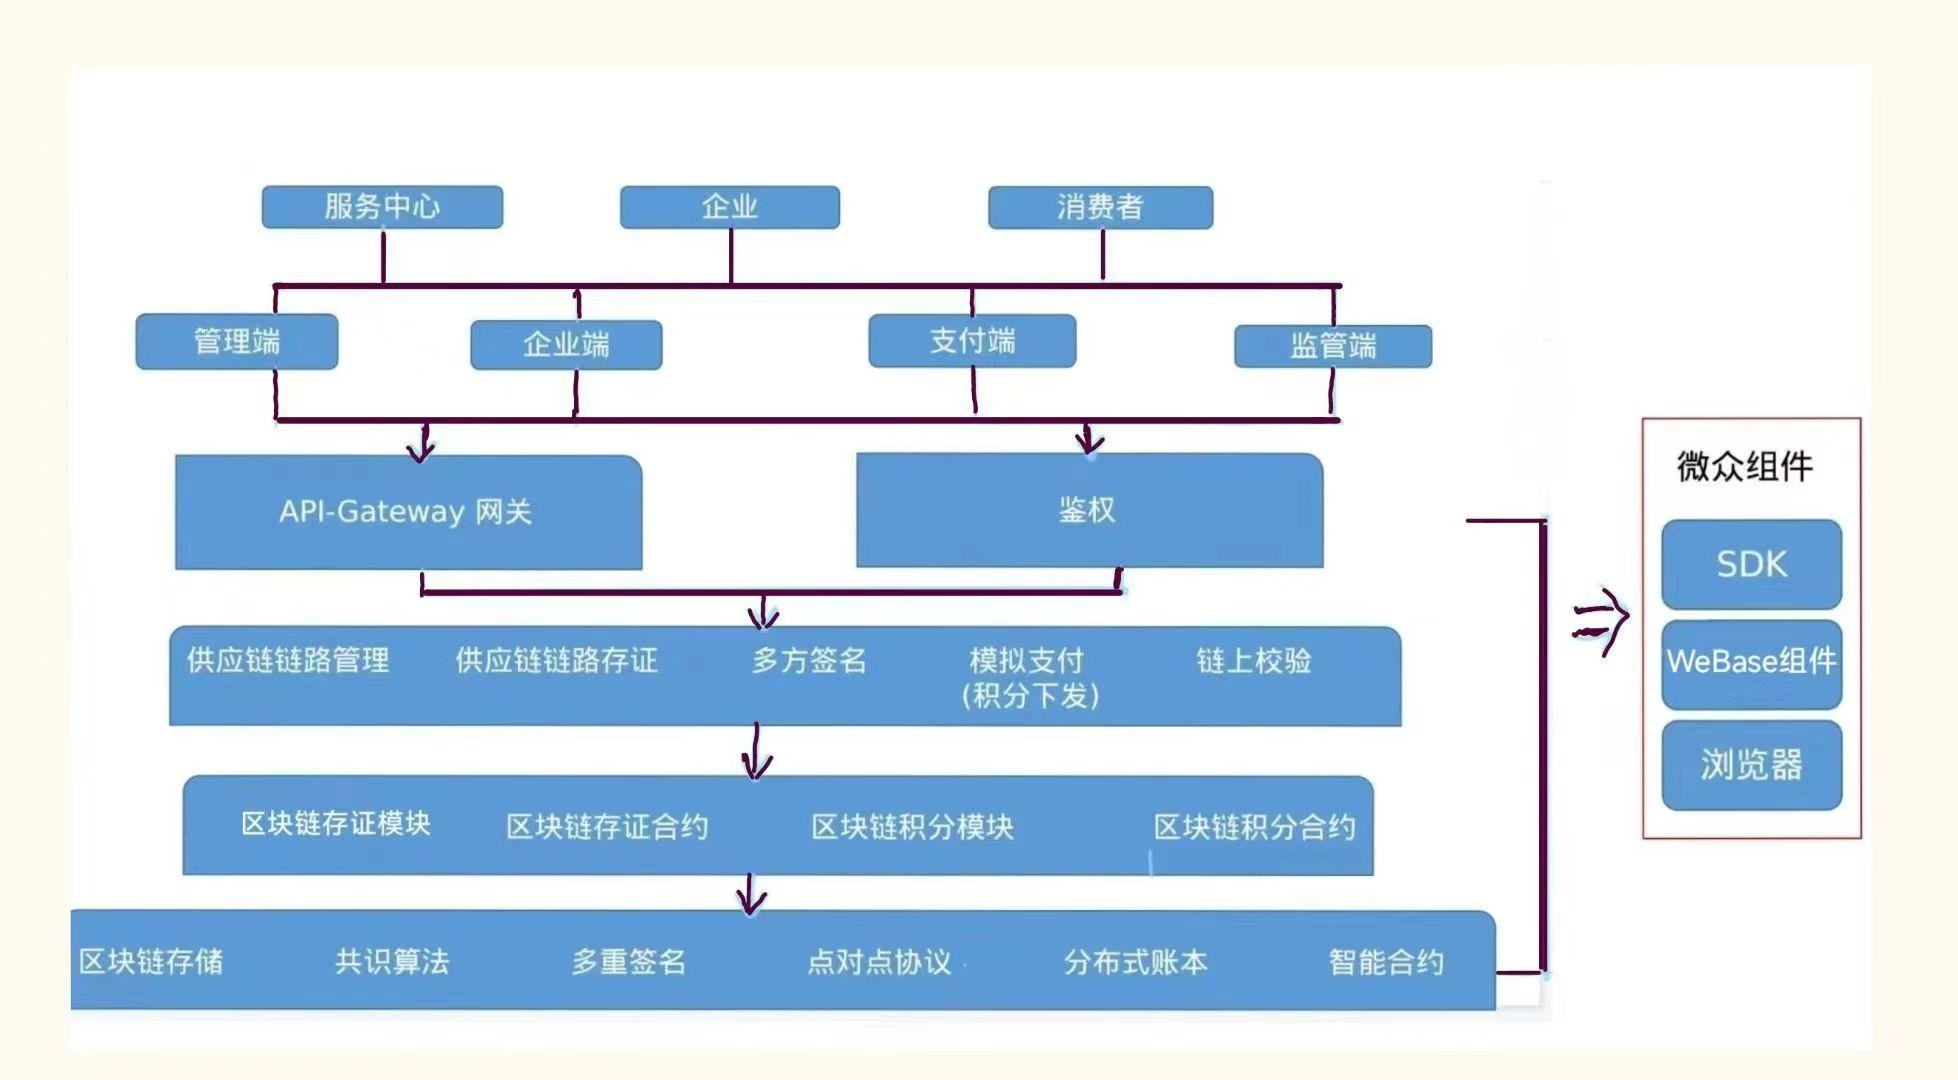 服务中心
企业
消费者
管理端
企业端
支付端
监管端
API-Gateway 网关
鉴权
供应链链路管理
供应链链路存证
多方签名
模拟支付
(积分下发)
链上校验
区块链存证模块
区块链存证合约
区块链积分模块
区块链积分合约
区块链存储
共识算法
多重签名
点对点协议
分布式账本
智能合约
微众组件
SDK
WeBase组件
浏览器